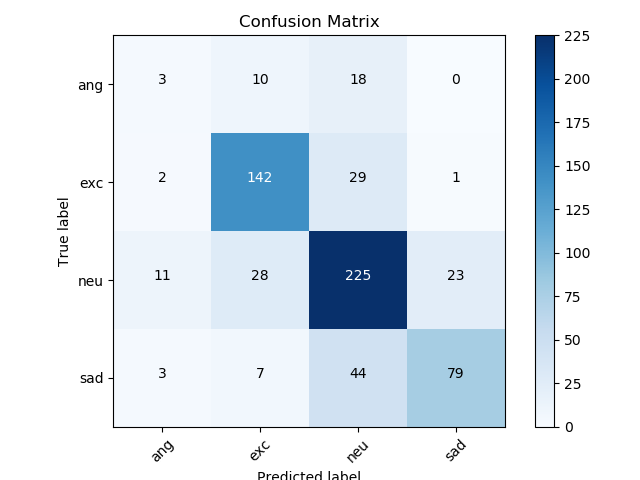 Confusion Matrix
True label
ang 3 10 18 0
exc 2 142 29 1
neu 11 28 225 23
sad 3 7 44 79
ang exc neu sad
Predicted label
225
200
175
150
125
100
75
50
25
0